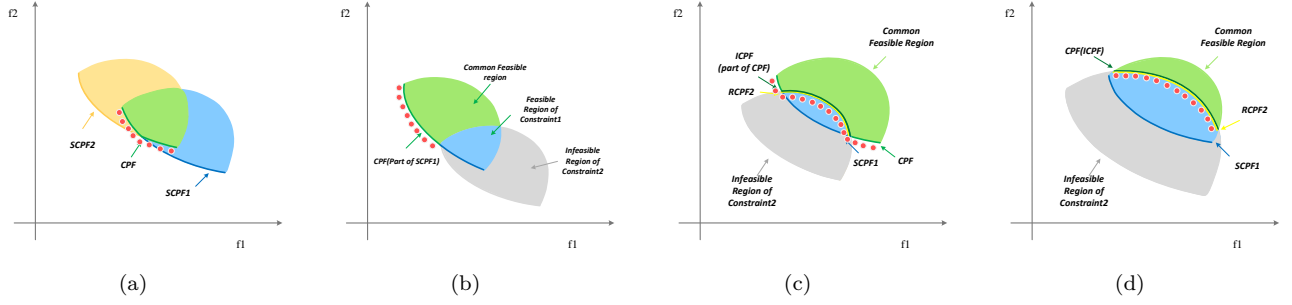 f2
SCPF2
CPF
SCPF1
f1
(a)
f2
Common Feasible
region
Feasible
Region of
Constraint1
CPF(Part of SCPF1)
Infeasible
Region of
Constraint2
f1
(b)
f2
ICPF
(part of CPF)
Common
Feasible Region
RCPF2
SCPF1
CPF
Infeasible
Region of
Constraint2
f1
(c)
f2
CPF(ICPF)
Common
Feasible Region
RCPF2
SCPF1
Infeasible
Region of
Constraint2
f1
(d)